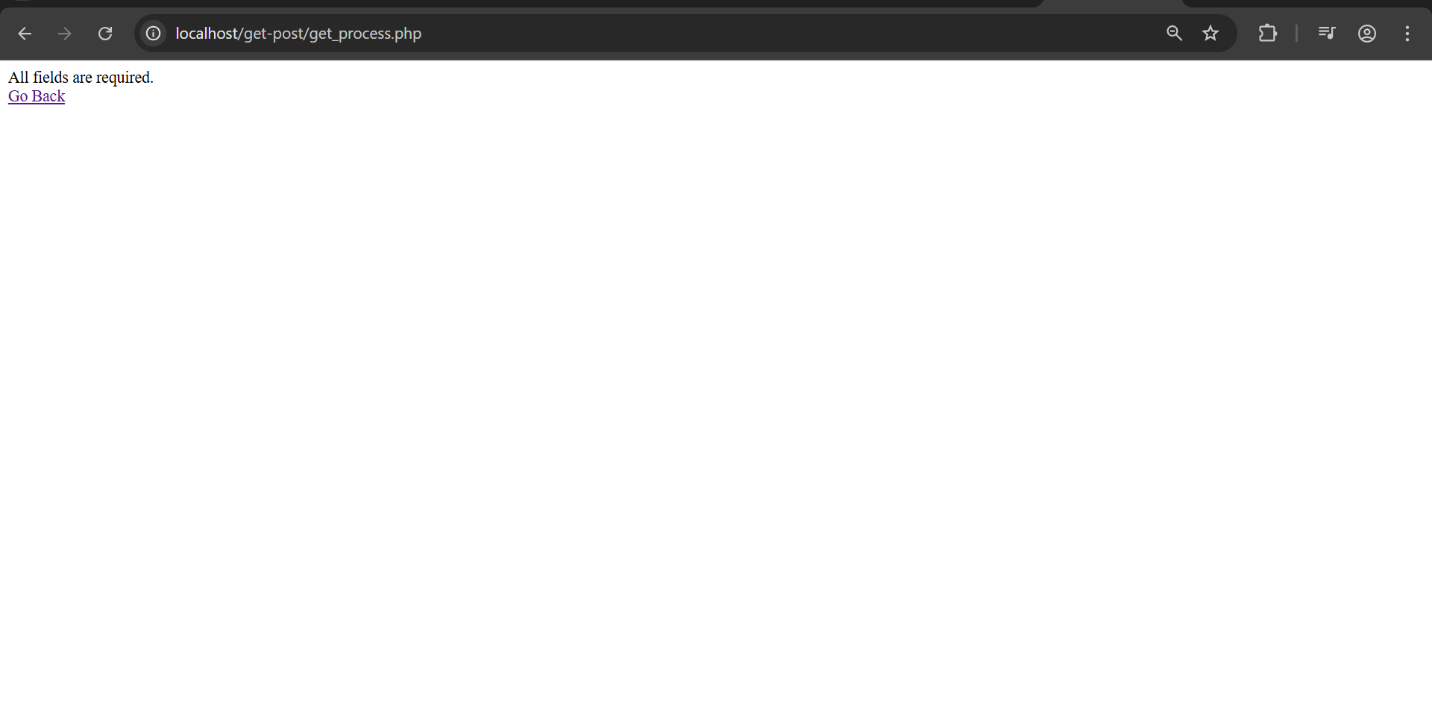 localhost/get-post/get_process.php
All fields are required.
Go Back